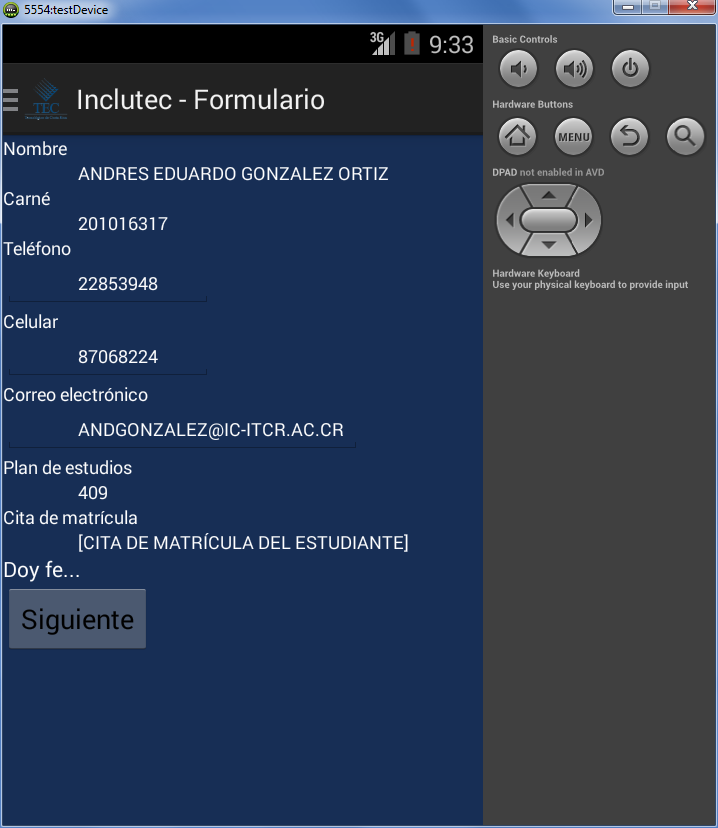 5554:testDevice
3G 9:33
TEC
Inclutec - Formulario
Nombre
ANDRES EDUARDO GONZALEZ ORTIZ
Carné
201016317
Teléfono
22853948
Celular
87068224
Correo electrónico
ANDGONZALEZ@IC-ITCR.AC.CR
Plan de estudios
409
Cita de matrícula
[CITA DE MATRÍCULA DEL ESTUDIANTE]
Doy fe...
Siguiente
Basic Controls
Hardware Buttons
MENU
DPAD not enabled in AVD
Hardware Keyboard
Use your physical keyboard to provide input